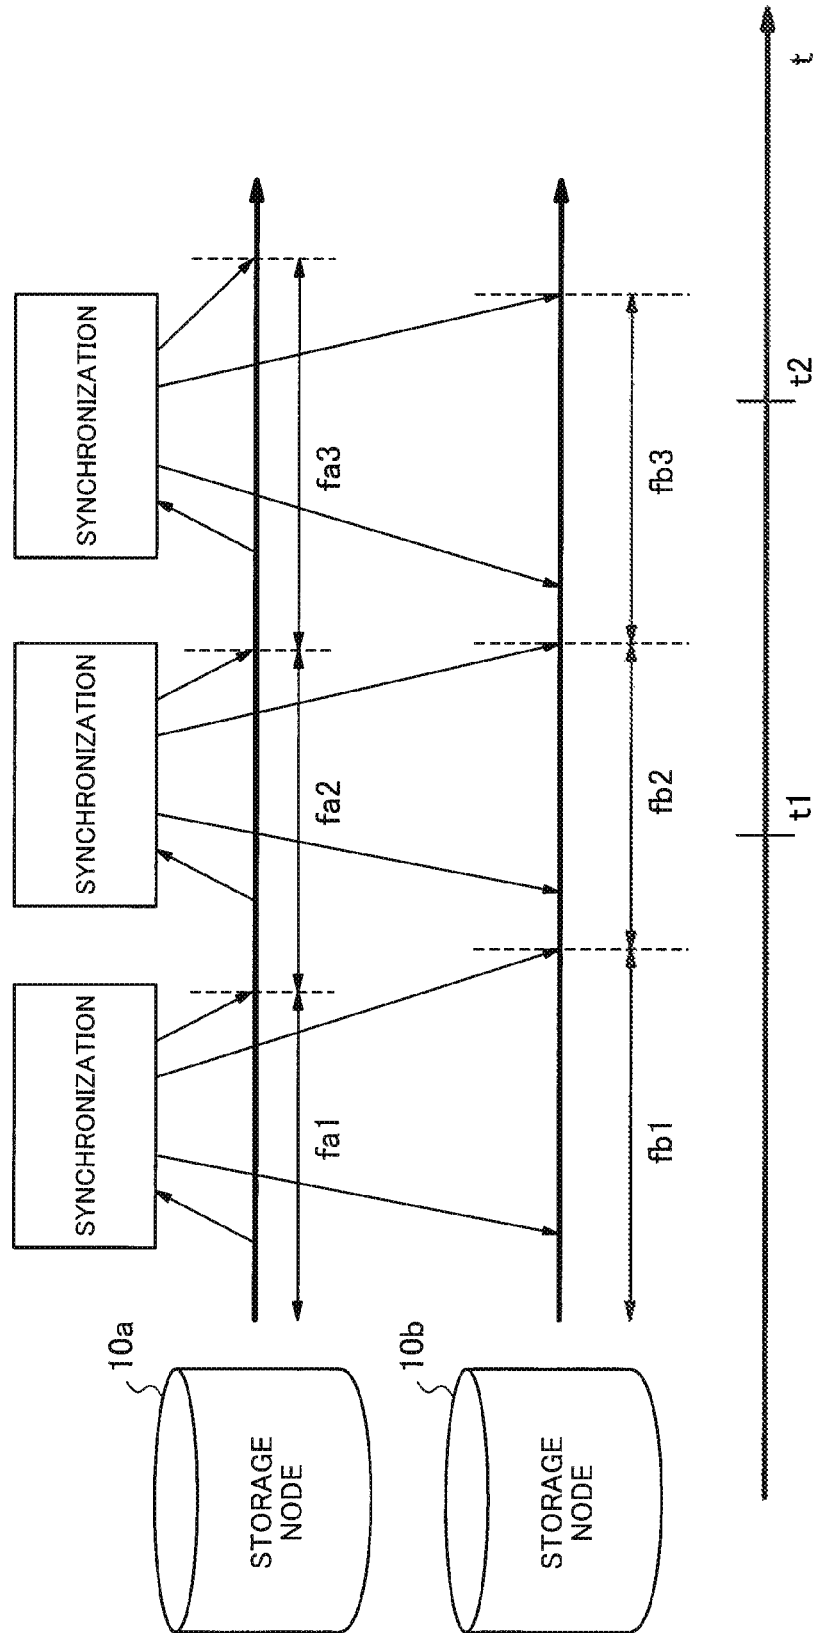 SYNCHRONIZATION
SYNCHRONIZATION
SYNCHRONIZATION
10a
STORAGE
NODE
fa1
fa2
fa3
10b
STORAGE
NODE
fb1
fb2
fb3
t1
t2
t